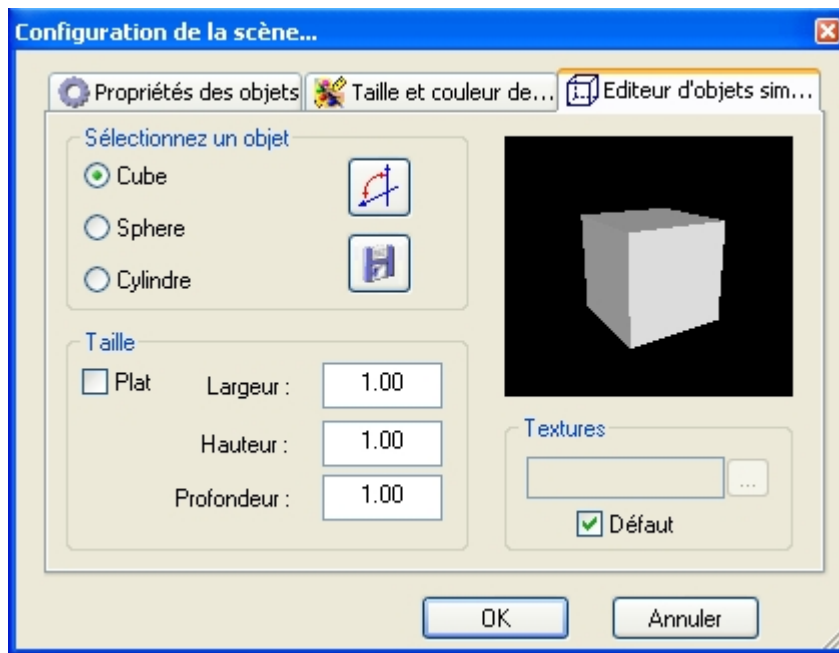 Configuration de la scène...
Propriétés des objets
Taille et couleur de...
Editeur d'objets sim...
Sélectionnez un objet
Cube
Sphere
Cylindre
Taille
Plat
Largeur :
1.00
Hauteur :
1.00
Profondeur :
1.00
Textures
...
Défaut
OK
Annuler